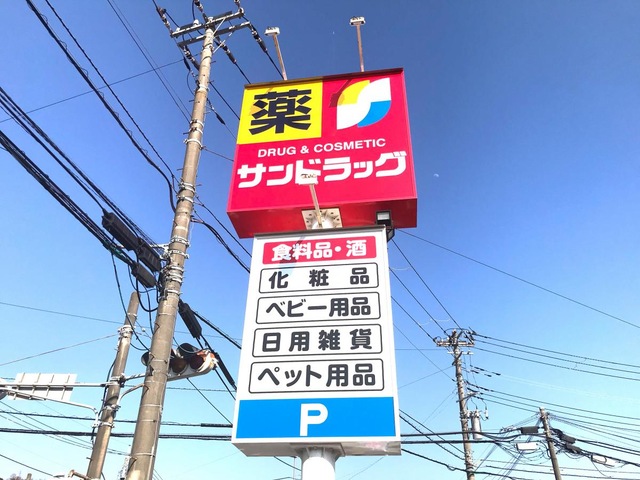 薬
DRUG & COSMETIC
サンドラッグ
食料品・酒
化粧品
ベビー用品
日用雑貨
ペット用品
P